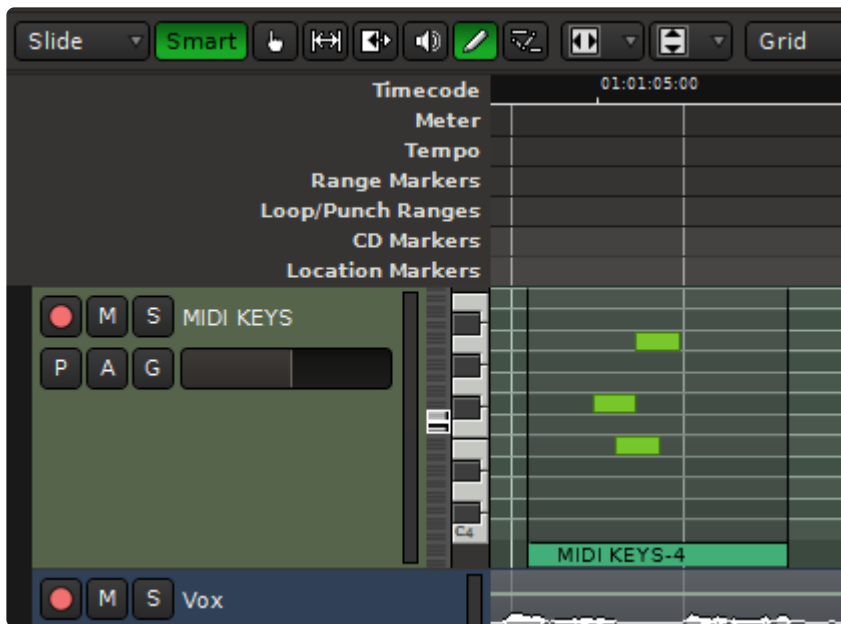 Slide Smart Grid
Timecode 01:01:05:00
Meter
Tempo
Range Markers
Loop/Punch Ranges
CD Markers
Location Markers
M S MIDI KEYS
P A G
C4
MIDI KEYS-4
M S Vox